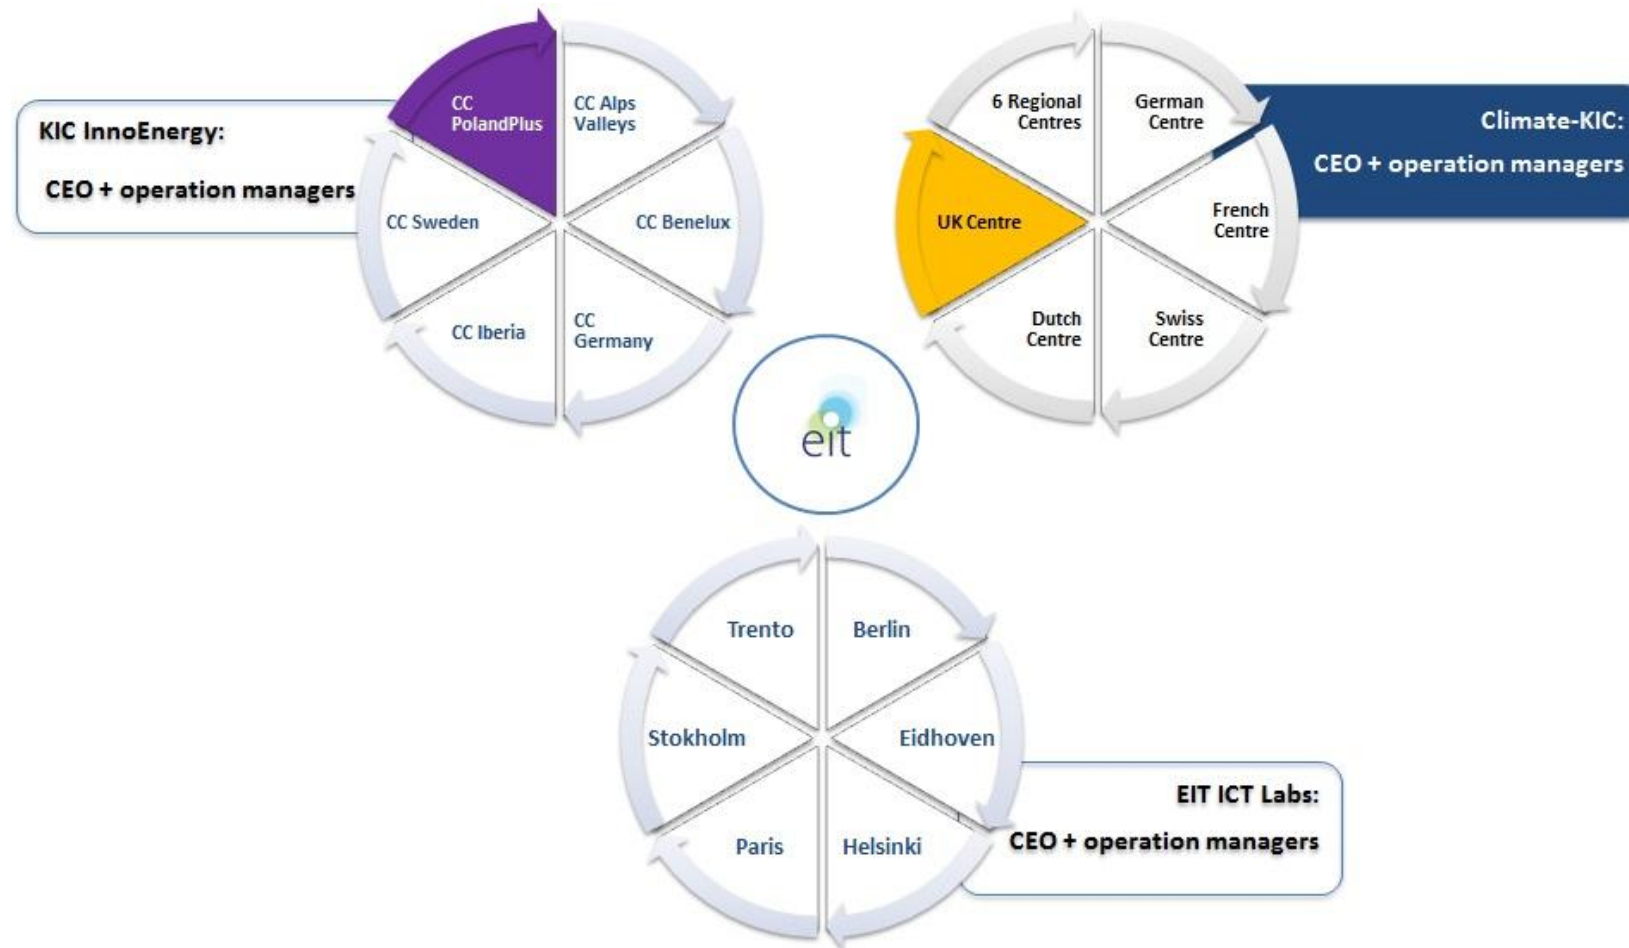 KIC InnoEnergy:
CEO + operation managers
CC
PolandPlus
CC Alps
Valleys
CC Sweden
CC Benelux
CC Iberia
CC
Germany
6 Regional
Centres
German
Centre
UK Centre
French
Centre
Dutch
Centre
Swiss
Centre
Climate-KIC:
CEO + operation managers
eit
Trento
Berlin
Stokholm
Eidhoven
Paris
Helsinki
EIT ICT Labs:
CEO + operation managers